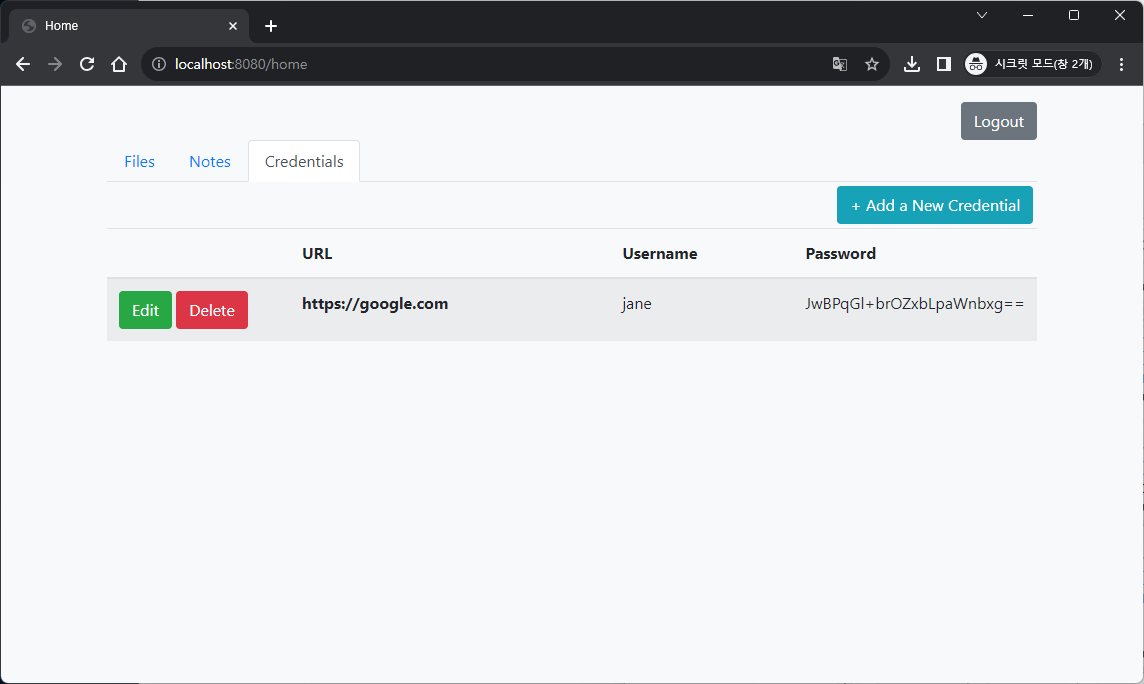 Home
localhost:8080/home
시크릿 모드(창 2개)
Logout
Files Notes Credentials
+ Add a New Credential
URL Username Password
Edit Delete https://google.com jane JwBPqGl+brOZxbLpaWnbxg==